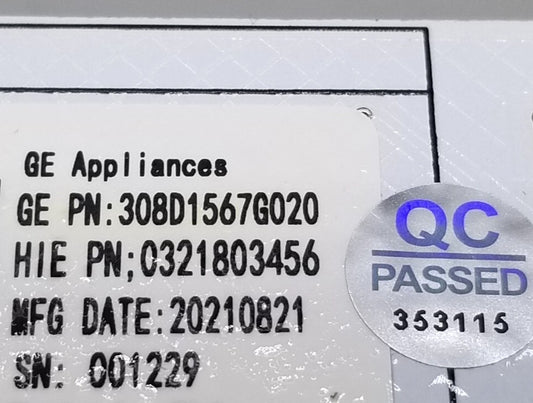 GE Appliances
GE PN:308D1567G020
HIE PN;0321803456
MFG DATE:20210821
SN: 001229
QC
PASSED
353115